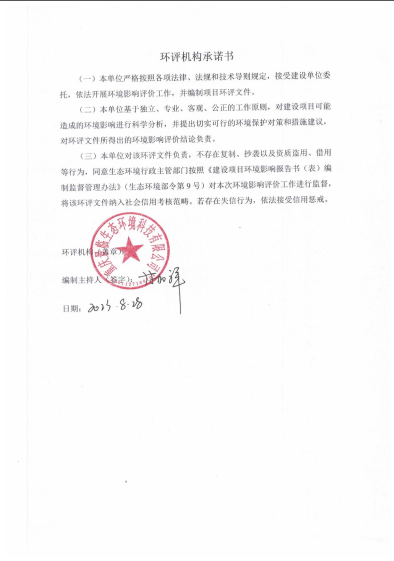 环评机构承诺书
（一）本单位严格按照各项法律、法规和技术导则规定，接受建设单位委
托，依法开展环境影响评价工作，并编制项目环评文件。
（二）本单位基于独立、专业、客观、公正的工作原则，对建设项目可能
造成的环境影响进行科学分析，并提出切实可行的环境保护对策和措施建议，
对环评文件所得出的环境影响评价结论负责。
（三）本单位对该环评文件负责，不存在复制、抄袭以及资质盗用、借用
等行为，同意生态环境行政主管部门按照《建设项目环境影响报告书（表）编
制监督管理办法》（生态环境部令第 9 号）对本次环境影响评价工作进行监督，
将该环评文件纳入社会信用考核范畴。若存在失信行为，依法接受信用惩戒。
生态环境科技有限公司
环评机构（盖章）：
编制主持人（签字）：
日期：2023.8.28